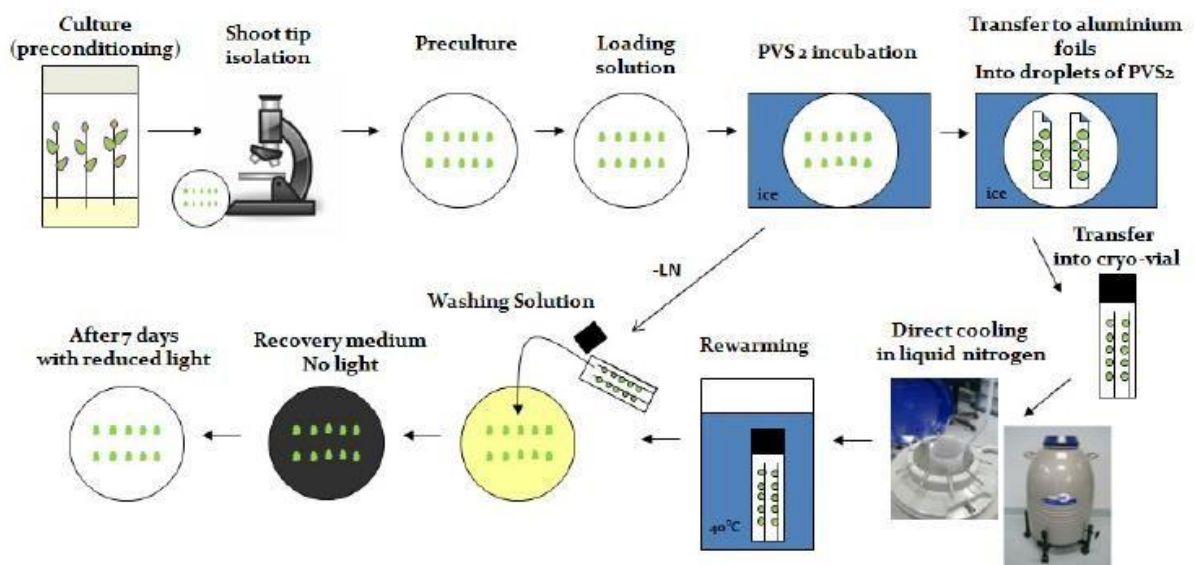 Culture
(preconditioning)
Shoot tip
isolation
Preculture
Loading
solution
PVS 2 incubation
Transfer to aluminium
foils
Into droplets of PVS2
ice
ice
Transfer
into cryo-vial
-LN
Washing Solution
After 7 days
with reduced light
Recovery medium
No light
Rewarming
Direct cooling
in liquid nitrogen
40°C